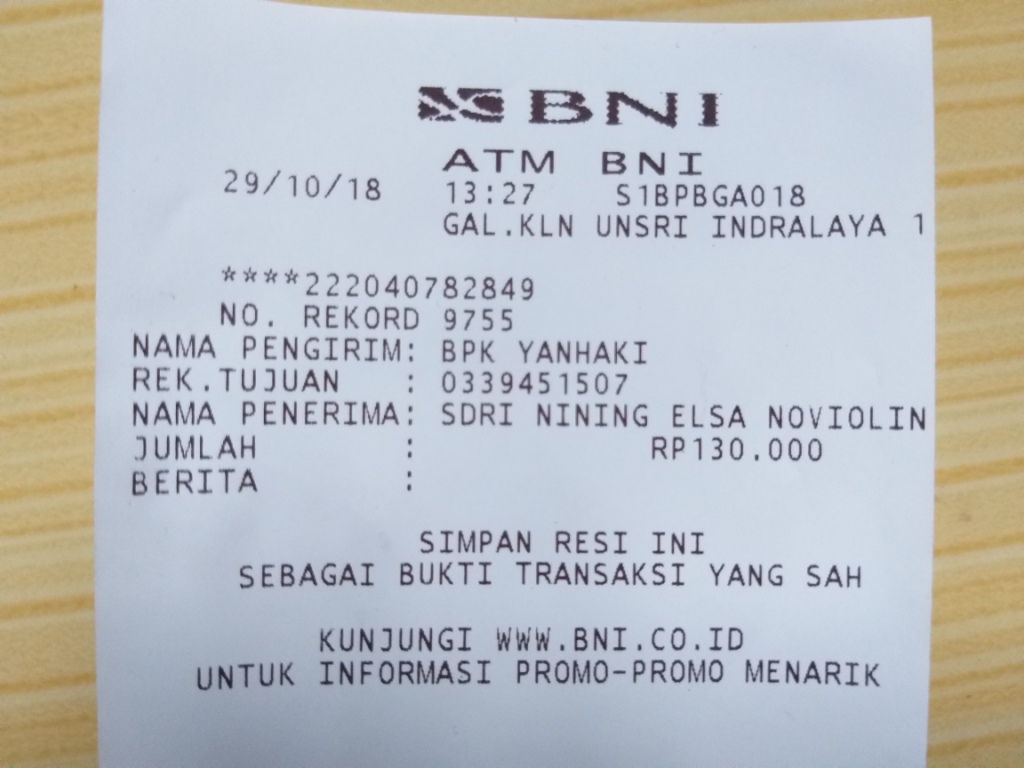 BNI
ATM BNI
29/10/18 13:27 S1BPBGA018
GAL.KLN UNSRI INDRALAYA 1
****222040782849
NO. REKORD 9755
NAMA PENGIRIM: BPK YANHAKI
REK.TUJUAN : 0339451507
NAMA PENERIMA: SDRI NINING ELSA NOVIOLIN
JUMLAH : RP130.000
BERITA :
SIMPAN RESI INI
SEBAGAI BUKTI TRANSAKSI YANG SAH
KUNJUNGI WWW.BNI.CO.ID
UNTUK INFORMASI PROMO-PROMO MENARIK